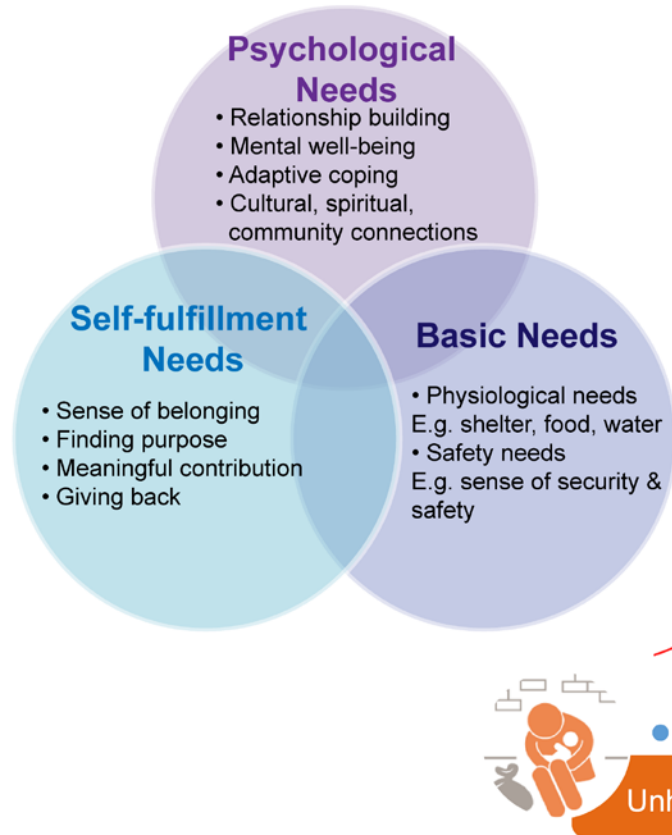 Psychological
Needs
• Relationship building
• Mental well-being
• Adaptive coping
• Cultural, spiritual,
community connections
Self-fulfillment
Needs
• Sense of belonging
• Finding purpose
• Meaningful contribution
• Giving back
Basic Needs
• Physiological needs
E.g. shelter, food, water
• Safety needs
E.g. sense of security &
safety